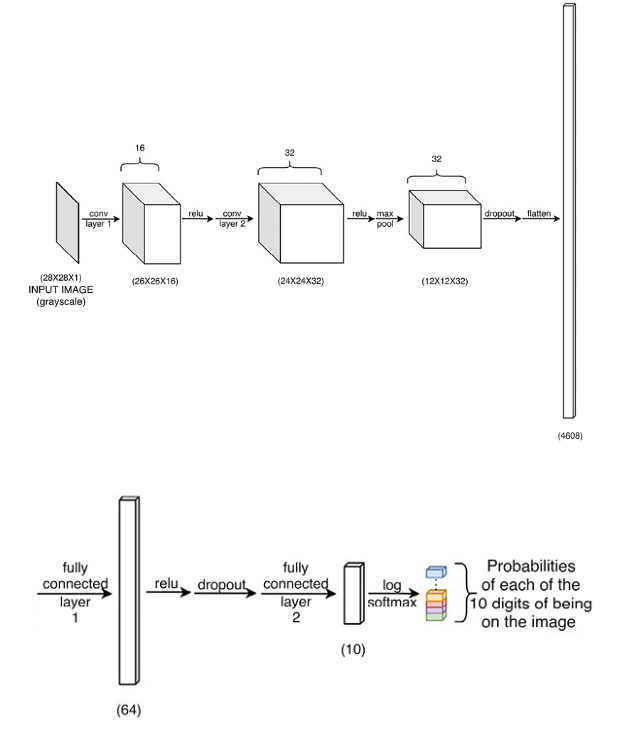 16
32
32
conv
layer 1
relu
conv
layer 2
relu
max
pool
dropout
flatten
(28X28X1)
INPUT IMAGE
(grayscale)
(26X26X16)
(24X24X32)
(12X12X32)
(4608)
fully
connected
layer
1
relu
dropout
fully
connected
layer
2
log
softmax
Probabilities
of each of the
10 digits of being
on the image
(10)
(64)